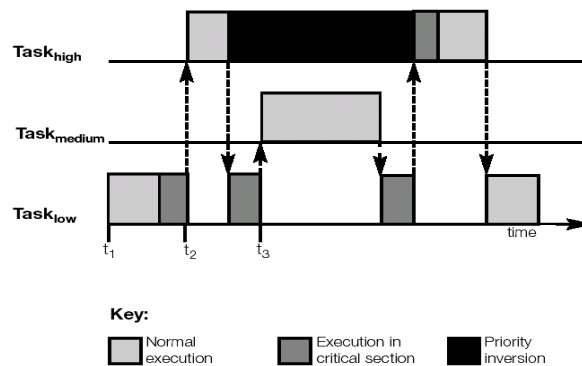 Task_high
Task_medium
Task_low
t_1
t_2
t_3
time
Key:
Normal execution
Execution in critical section
Priority inversion